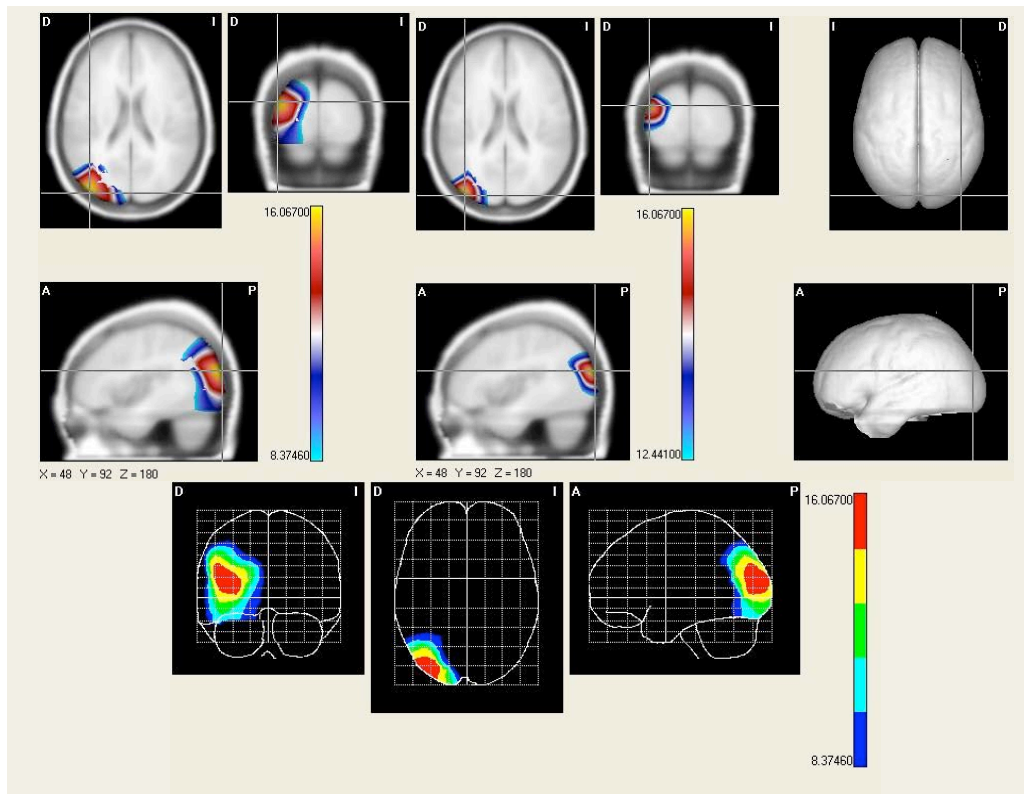 D I
D I
D I
D I
I D
16.06700
16.06700
A P
A P
A P
8.37460
12.44100
X = 48 Y = 92 Z = 180
X = 48 Y = 92 Z = 180
D I
D I
A P
16.06700
8.37460